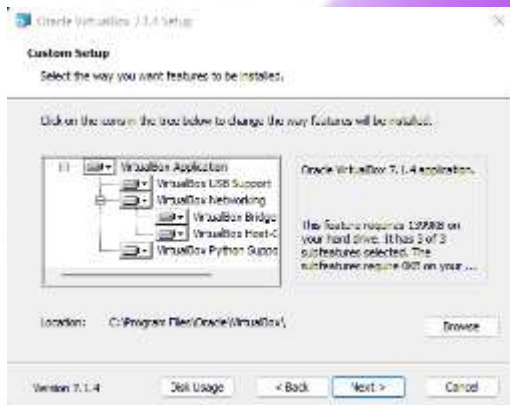 Oracle VirtualBox 7.1.4 Setup
Custom Setup
Select the way you want features to be installed.
Click on the icons in the tree below to change the way features will be installed.
VirtualBox Application
VirtualBox USB Support
VirtualBox Networking
VirtualBox Bridge
VirtualBox Host-C
VirtualBox Python Suppo
Oracle VirtualBox 7.1.4 application.
This feature requires KB on
your hard drive. It has 3 of 3
subfeatures selected. The
subfeatures require 0KB on your ...
Location: C:\Program Files\Oracle\VirtualBox\
Browse
Version 7.1.4
Disk Usage
< Back
Next >
Cancel